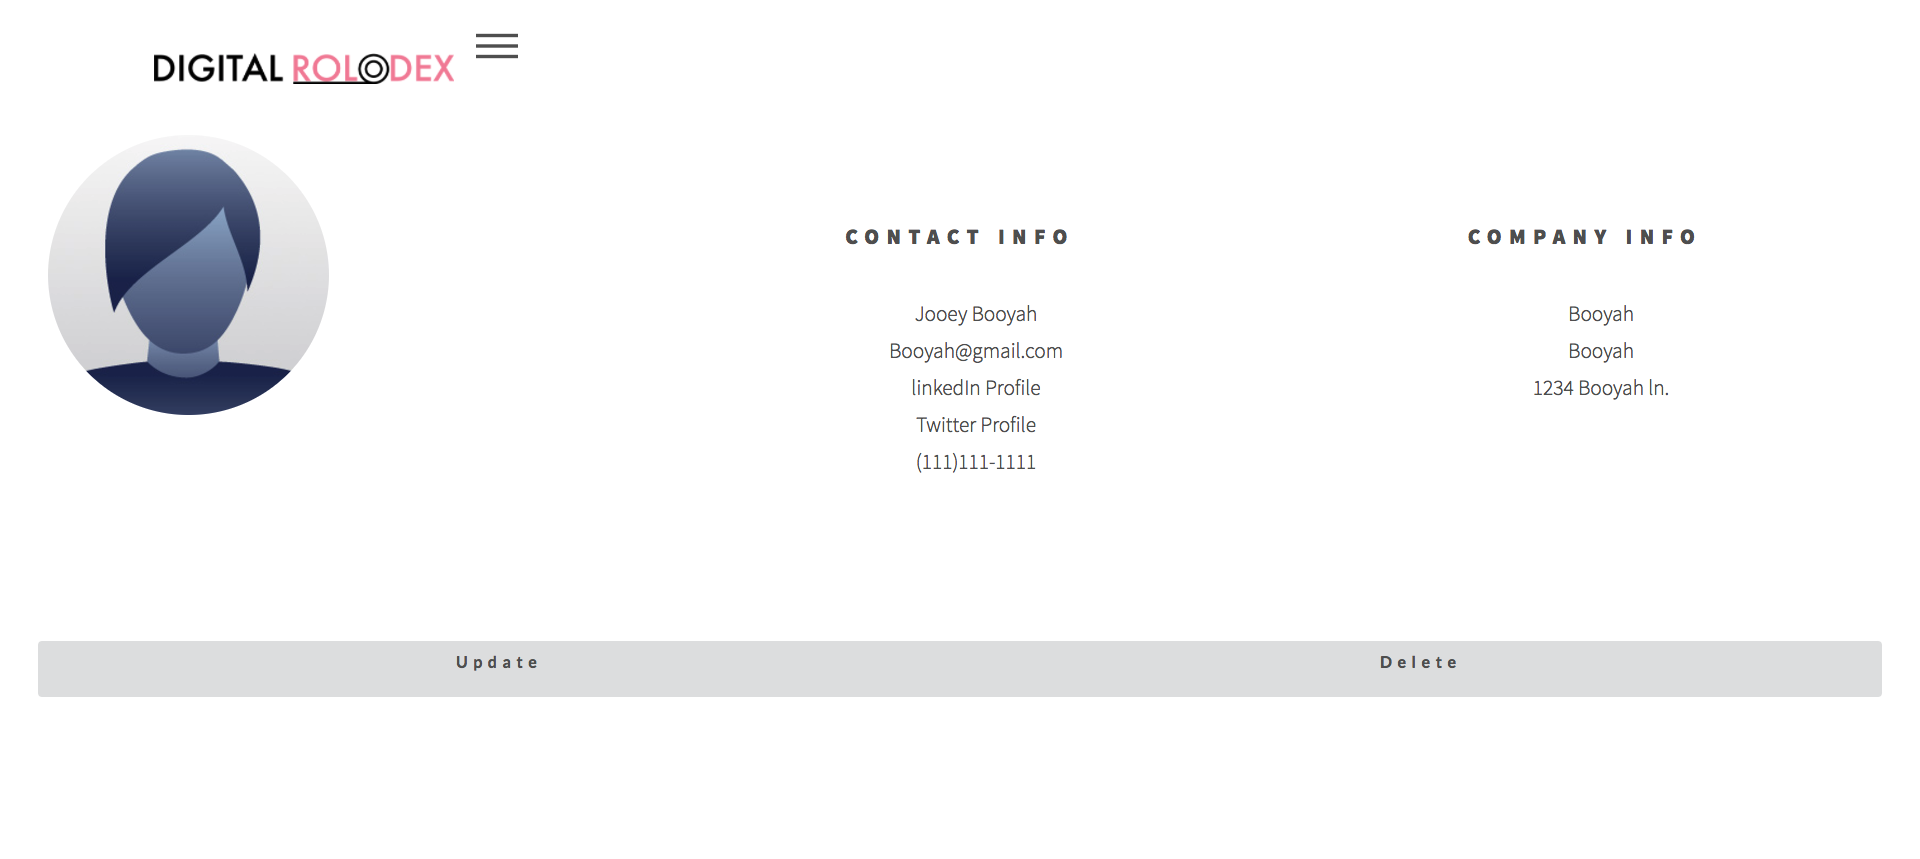 DIGITAL ROLODEX
CONTACT INFO
Jooey Booyah
Booyah@gmail.com
linkedIn Profile
Twitter Profile
(111)111-1111
COMPANY INFO
Booyah
Booyah
1234 Booyah ln.
Update
Delete